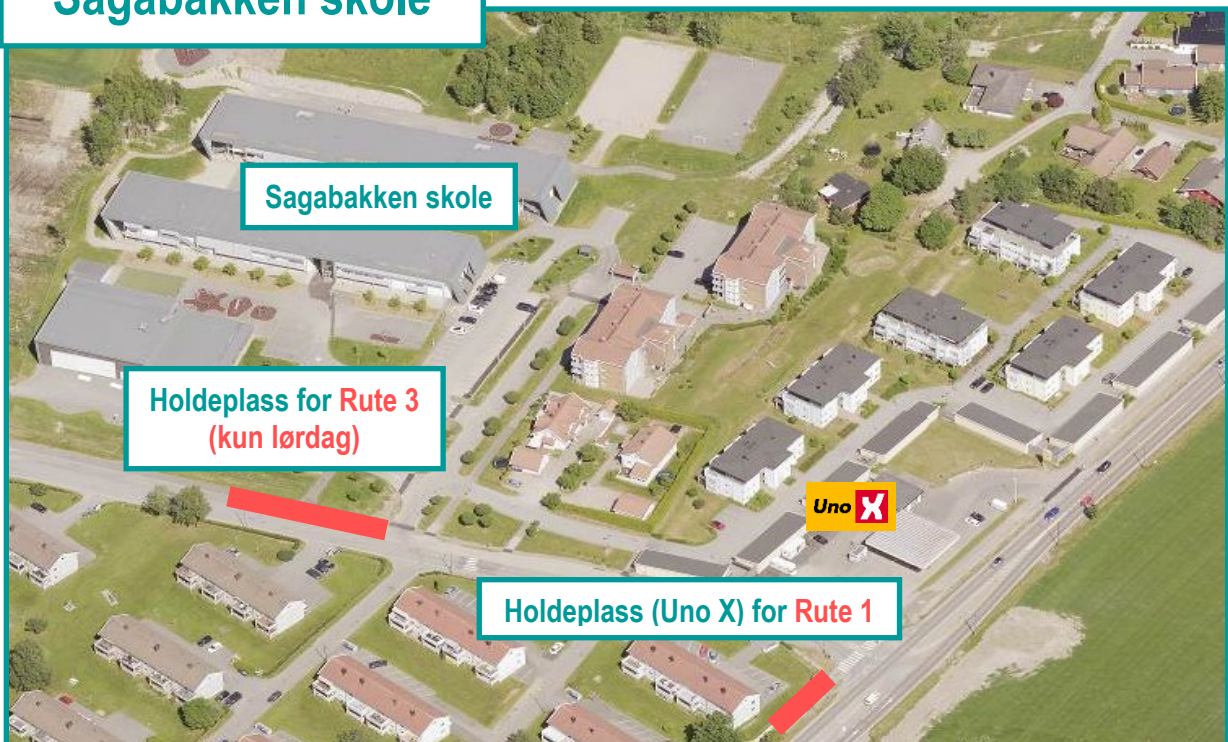 Sagabakken skole
Sagabakken skole
Holdeplass for Rute 3
(kun lørdag)
Uno X
Holdeplass (Uno X) for Rute 1